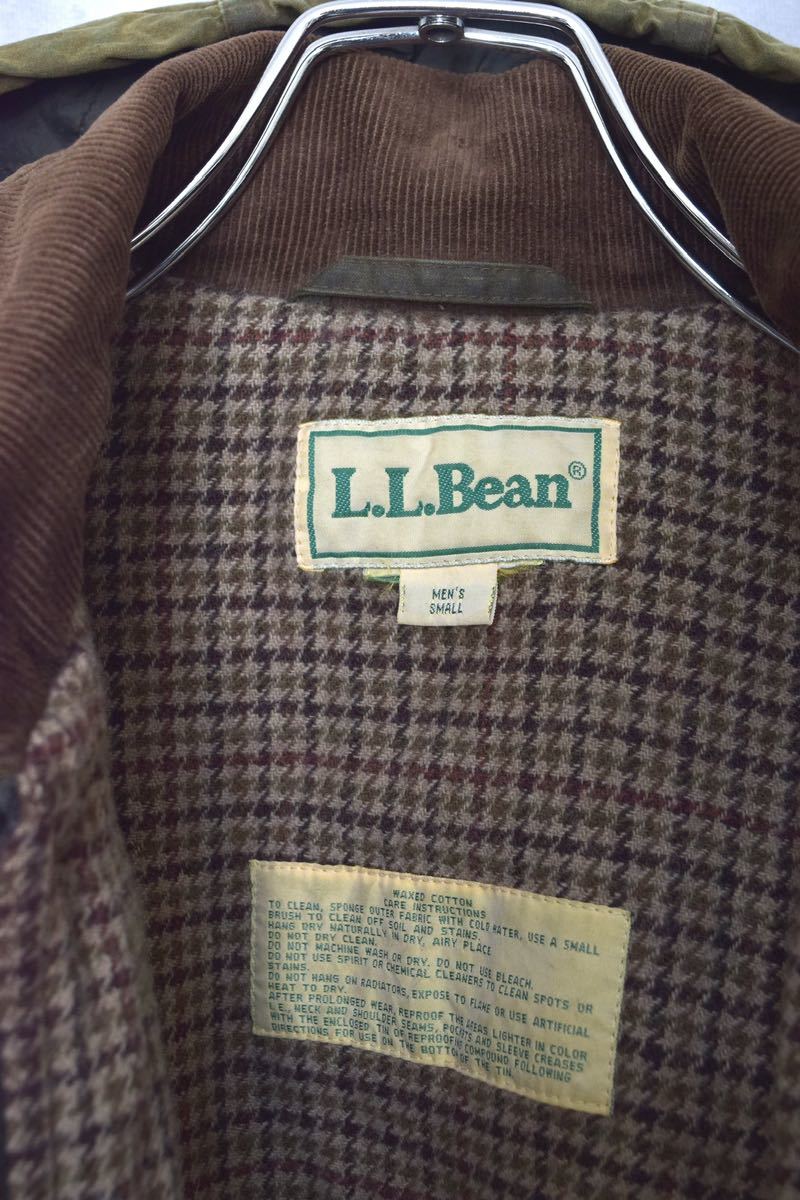 L.L.Bean®
MEN'S
SMALL
WAXED COTTON
CARE INSTRUCTIONS
TO CLEAN, SPONGE OUTER FABRIC WITH COLD WATER, USE A SMALL
BRUSH TO CLEAN OFF SOIL AND STAINS.
HANG DRY NATURALLY IN DRY, AIRY PLACE
DO NOT DRY CLEAN.
DO NOT MACHINE WASH OR DRY. DO NOT USE BLEACH.
DO NOT USE SPIRIT OR CHEMICAL CLEANERS TO CLEAN SPOTS OR
STAINS.
DO NOT HANG ON RADIATORS, EXPOSE TO FLAME OR USE ARTIFICIAL
HEAT TO DRY.
AFTER PROLONGED WEAR, REPROOF THE AREAS LIGHTER IN COLOR
I.E., NECK AND SHOULDER SEAMS, POCKETS AND SLEEVE CREASES
WITH THE ENCLOSED TIN OF REPROOFING COMPOUND FOLLOWING
DIRECTIONS FOR USE ON THE BOTTOM OF THE TIN.